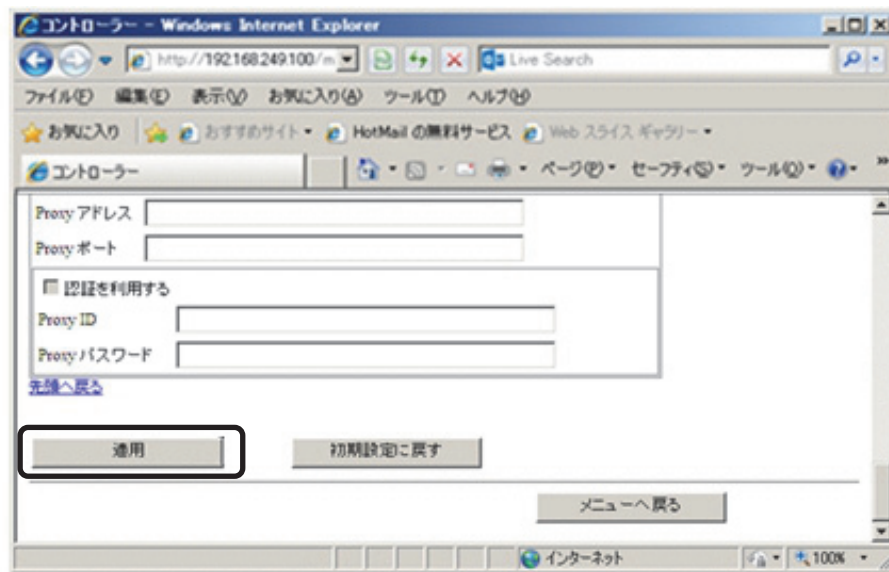 コントローラー - Windows Internet Explorer
http://192.168.249.100/m
Live Search
ファイル(F) 編集(E) 表示(V) お気に入り(A) ツール(T) ヘルプ(H)
お気に入り おすすめサイト HotMail の無料サービス Web スライス ギャラリー
コントローラー ページ(P) セーフティ(S) ツール(O) »
Proxy アドレス
Proxy ポート
認証を利用する
Proxy ID
Proxy パスワード
先頭へ戻る
適用 初期設定に戻す
メニューへ戻る
インターネット 100%